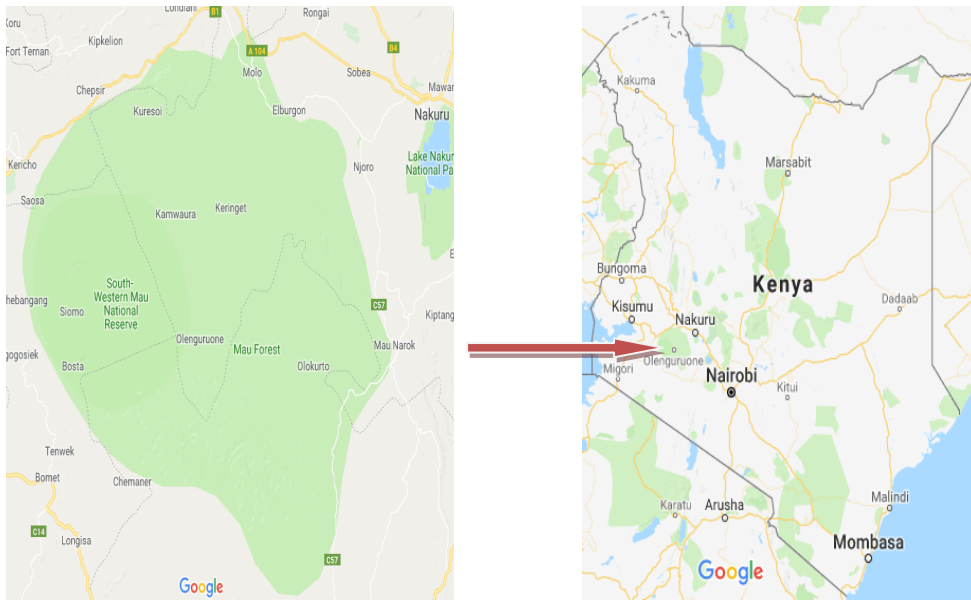 Londiani
B1
Rongai
Koru
Kipkelion
Fort Ternan
A 104
B4
Molo
Sobea
Chepsir
Mawan
Kuresoi
Elburgon
Nakuru
Kericho
Njoro
Lake Nakur
National Pa
Saosa
Kamwaura
Keringet
South-
Western Mau
National
Reserve
hebangang
Siomo
C57
Kiptang
Olenguruone
Mau Forest
Mau Narok
gogosiek
Bosta
Olokurto
Tenwek
Bomet
Chemaner
C14
Longisa
C57
Google
Kakuma
Marsabit
Bungoma
Kenya
Kisumu
Dadaab
Nakuru
Olenguruone
Migori
Nairobi
Kitui
Karatu
Arusha
Malindi
Mombasa
Google